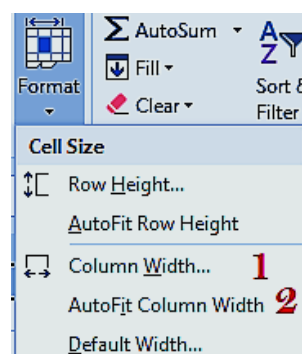 AutoSum
Fill
Format
Clear
Sort &
Filter
Cell Size
Row Height...
AutoFit Row Height
Column Width... 1
AutoFit Column Width 2
Default Width...